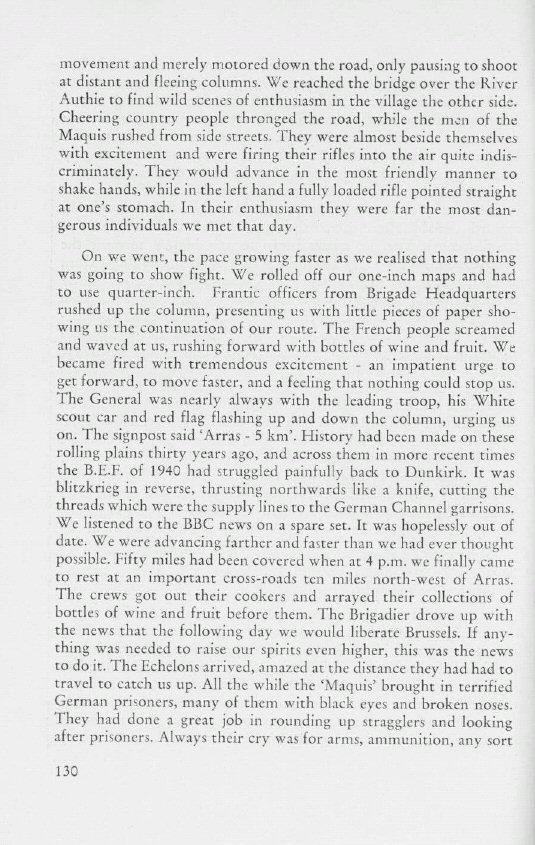 movement and merely motored down the road, only pausing to shoot
at distant and fleeing columns. We reached the bridge over the River
Authie to find wild scenes of enthusiasm in the village the other side.
Cheering country people thronged the road, while the men of the
Maquis rushed from side streets. They were almost beside themselves
with excitement and were firing their rifles into the air quite indis-
criminately. They would advance in the most friendly manner to
shake hands, while in the left hand a fully loaded rifle pointed straight
at one's stomach. In their enthusiasm they were far the most dan-
gerous individuals we met that day.
On we went, the pace growing faster as we realised that nothing
was going to show fight. We rolled off our one-inch maps and had
to use quarter-inch. Frantic officers from Brigade Headquarters
rushed up the column, presenting us with little pieces of paper sho-
wing us the continuation of our route. The French people screamed
and waved at us, rushing forward with bottles of wine and fruit. We
became fired with tremendous excitement - an impatient urge to
get forward, to move faster, and a feeling that nothing could stop us.
The General was nearly always with the leading troop, his White
scout car and red flag flashing up and down the column, urging us
on. The signpost said 'Arras - 5 km'. History had been made on these
rolling plains thirty years ago, and across them in more recent times
the B.E.F. of 1940 had struggled painfully back to Dunkirk. It was
blitzkrieg in reverse, thrusting northwards like a knife, cutting the
threads which were the supply lines to the German Channel garrisons.
We listened to the BBC news on a spare set. It was hopelessly out of
date. We were advancing farther and faster than we had ever thought
possible. Fifty miles had been covered when at 4 p.m. we finally came
to rest at an important cross-roads ten miles north-west of Arras.
The crews got out their cookers and arrayed their collections of
bottles of wine and fruit before them. The Brigadier drove up with
the news that the following day we would liberate Brussels. If any-
thing was needed to raise our spirits even higher, this was the news
to do it. The Echelons arrived, amazed at the distance they had had to
travel to catch us up. All the while the 'Maquis' brought in terrified
German prisoners, many of them with black eyes and broken noses.
They had done a great job in rounding up stragglers and looking
after prisoners. Always their cry was for arms, ammunition, any sort
130